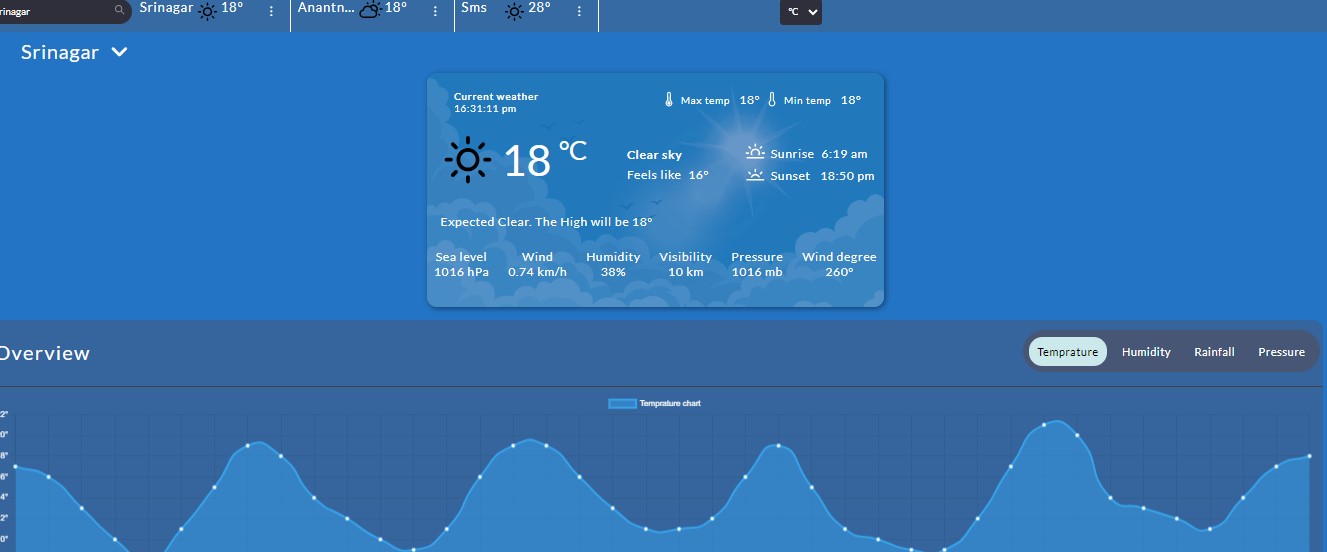 rinagar Srinagar 18° Anantn... 18° Sms 28° °C
Srinagar
Current weather
16:31:11 pm
Max temp 18° Min temp 18°
18 °C
Clear sky
Feels like 16°
Sunrise 6:19 am
Sunset 18:50 pm
Expected Clear. The High will be 18°
Sea level Wind Humidity Visibility Pressure Wind degree
1016 hPa 0.74 km/h 38% 10 km 1016 mb 260°
Overview
Temprature Humidity Rainfall Pressure
Temprature chart
2°
0°
8°
6°
4°
2°
0°